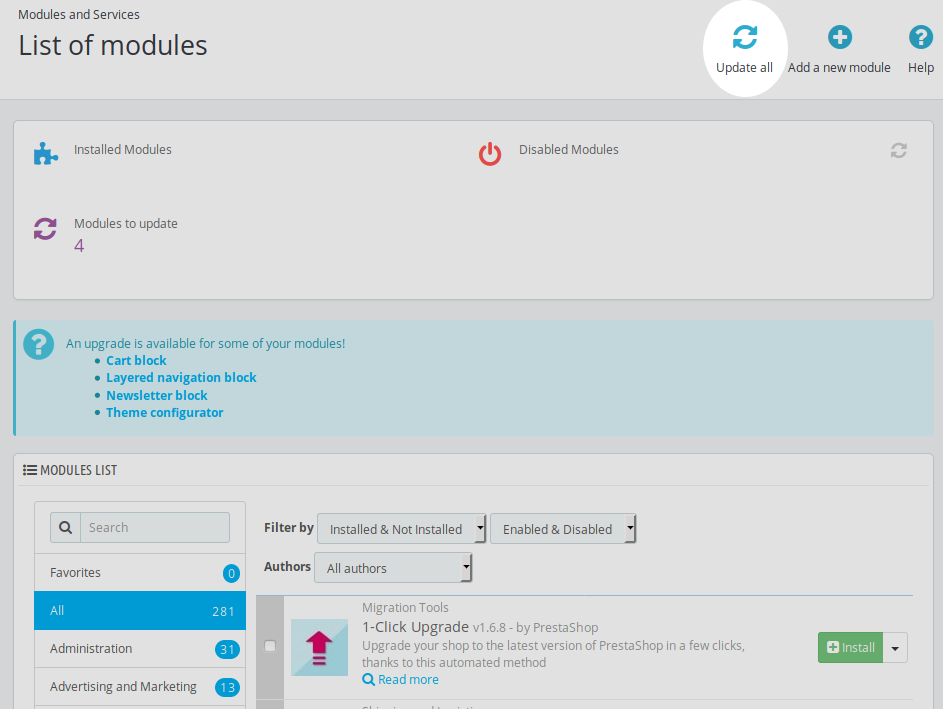 Modules and Services
List of modules
Update all
Add a new module
Help
Installed Modules
Disabled Modules
Modules to update
4
An upgrade is available for some of your modules!
Cart block
Layered navigation block
Newsletter block
Theme configurator
MODULES LIST
Search
Filter by Installed & Not Installed Enabled & Disabled
Authors All authors
Favorites 0
All 281
Administration 31
Advertising and Marketing 13
Migration Tools
1-Click Upgrade v1.6.8 - by PrestaShop
Upgrade your shop to the latest version of PrestaShop in a few clicks,
thanks to this automated method
Read more
Install